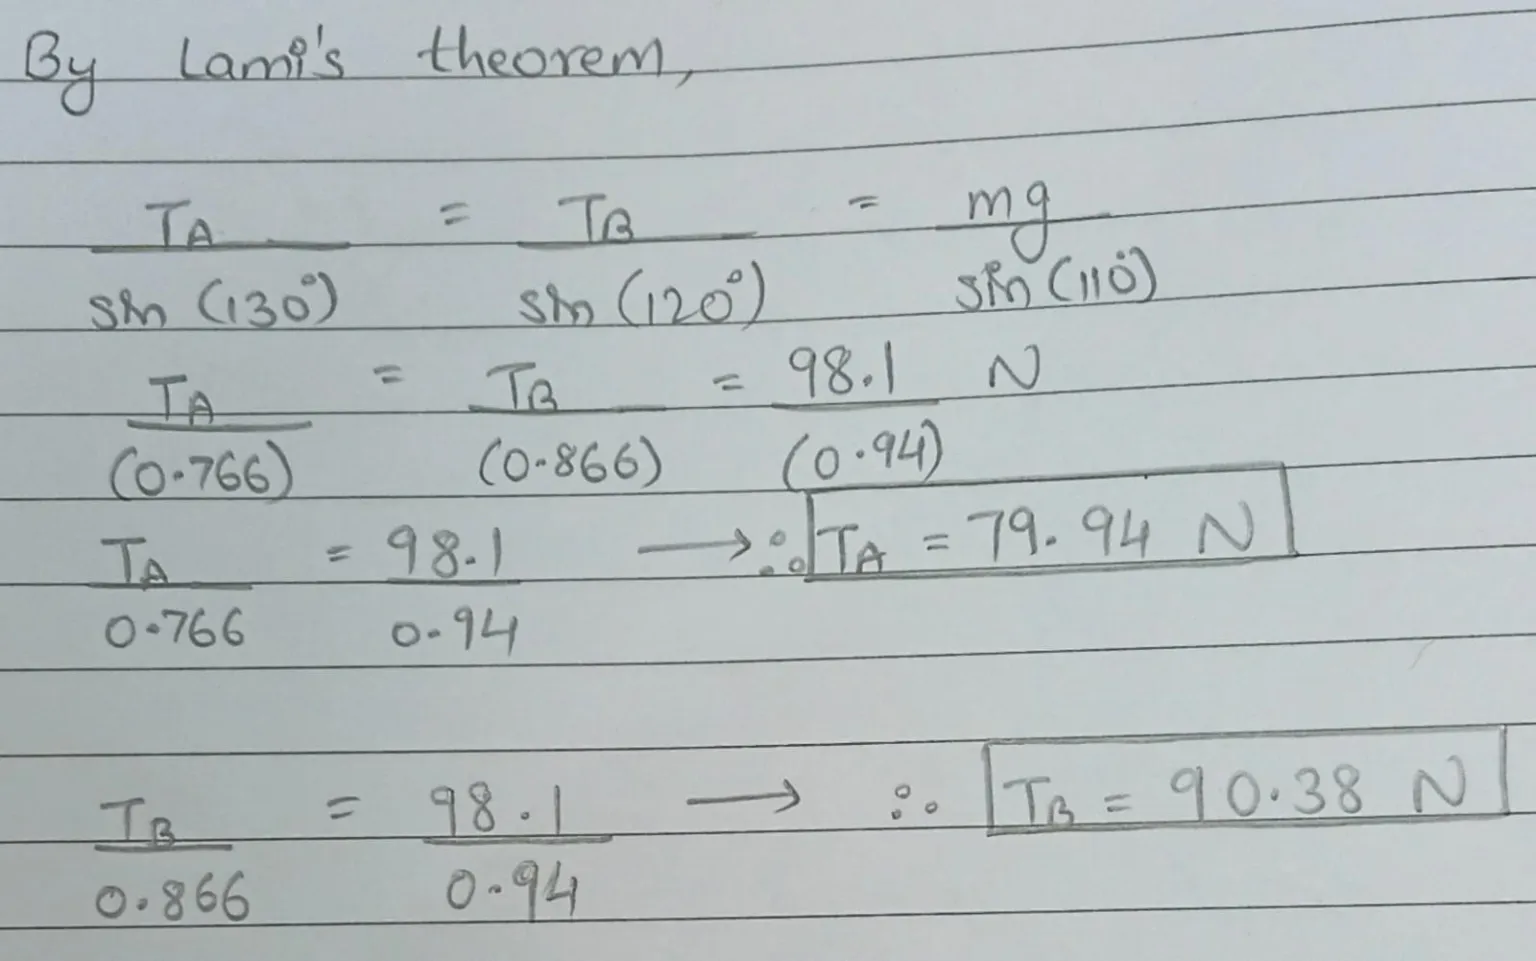 By Lami's theorem,
TA = TB = mg
sin (130°) sin (120°) sin (110°)
TA = TB = 98.1 N
(0.766) (0.866) (0.94)
TA = 98.1 → ∴ TA = 79.94 N
0.766 0.94
TB = 98.1 → ∴ TB = 90.38 N
0.866 0.94